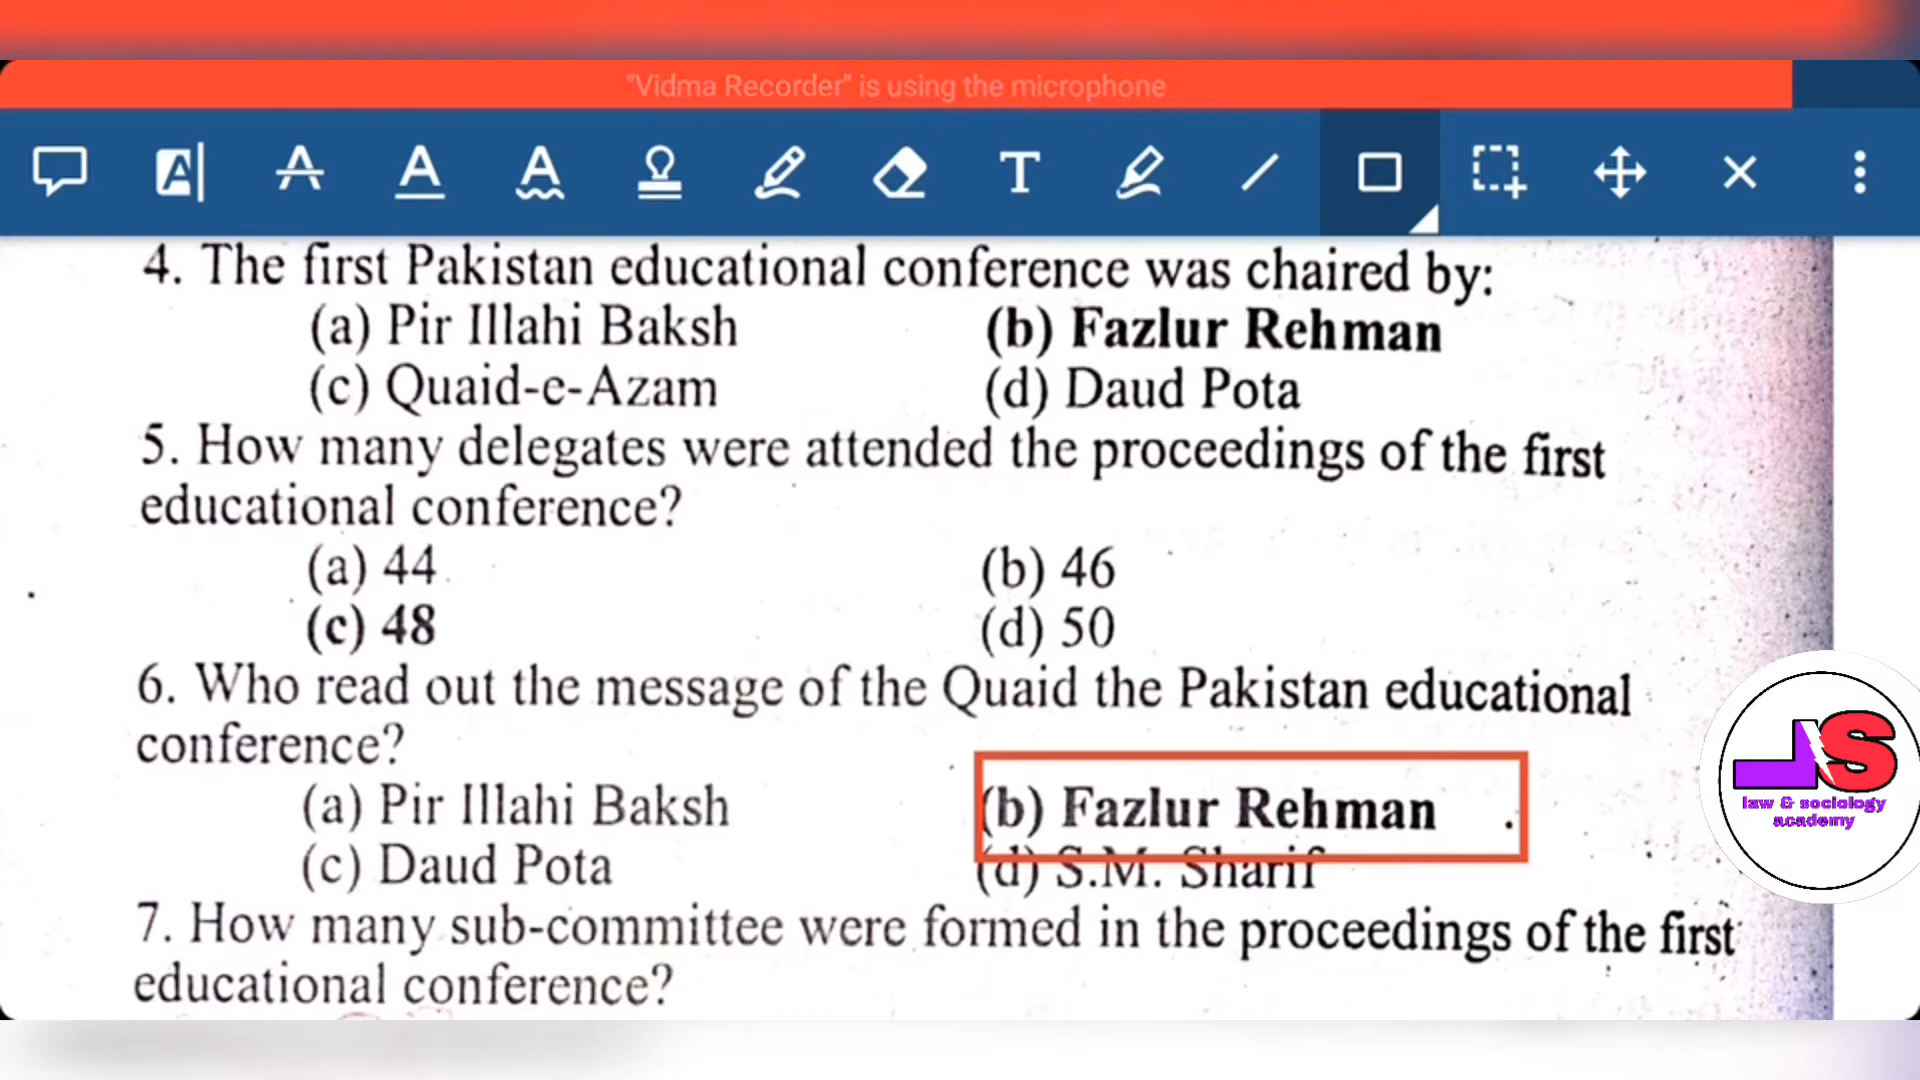 "Vidma Recorder" is using the microphone
4. The first Pakistan educational conference was chaired by:
(a) Pir Illahi Baksh (b) Fazlur Rehman
(c) Quaid-e-Azam (d) Daud Pota
5. How many delegates were attended the proceedings of the first
educational conference?
(a) 44 (b) 46
(c) 48 (d) 50
6. Who read out the message of the Quaid the Pakistan educational
conference?
(a) Pir Illahi Baksh (b) Fazlur Rehman
(c) Daud Pota (d) S.M. Sharif
7. How many sub-committee were formed in the proceedings of the first
educational conference?
LS
law & sociology
academy